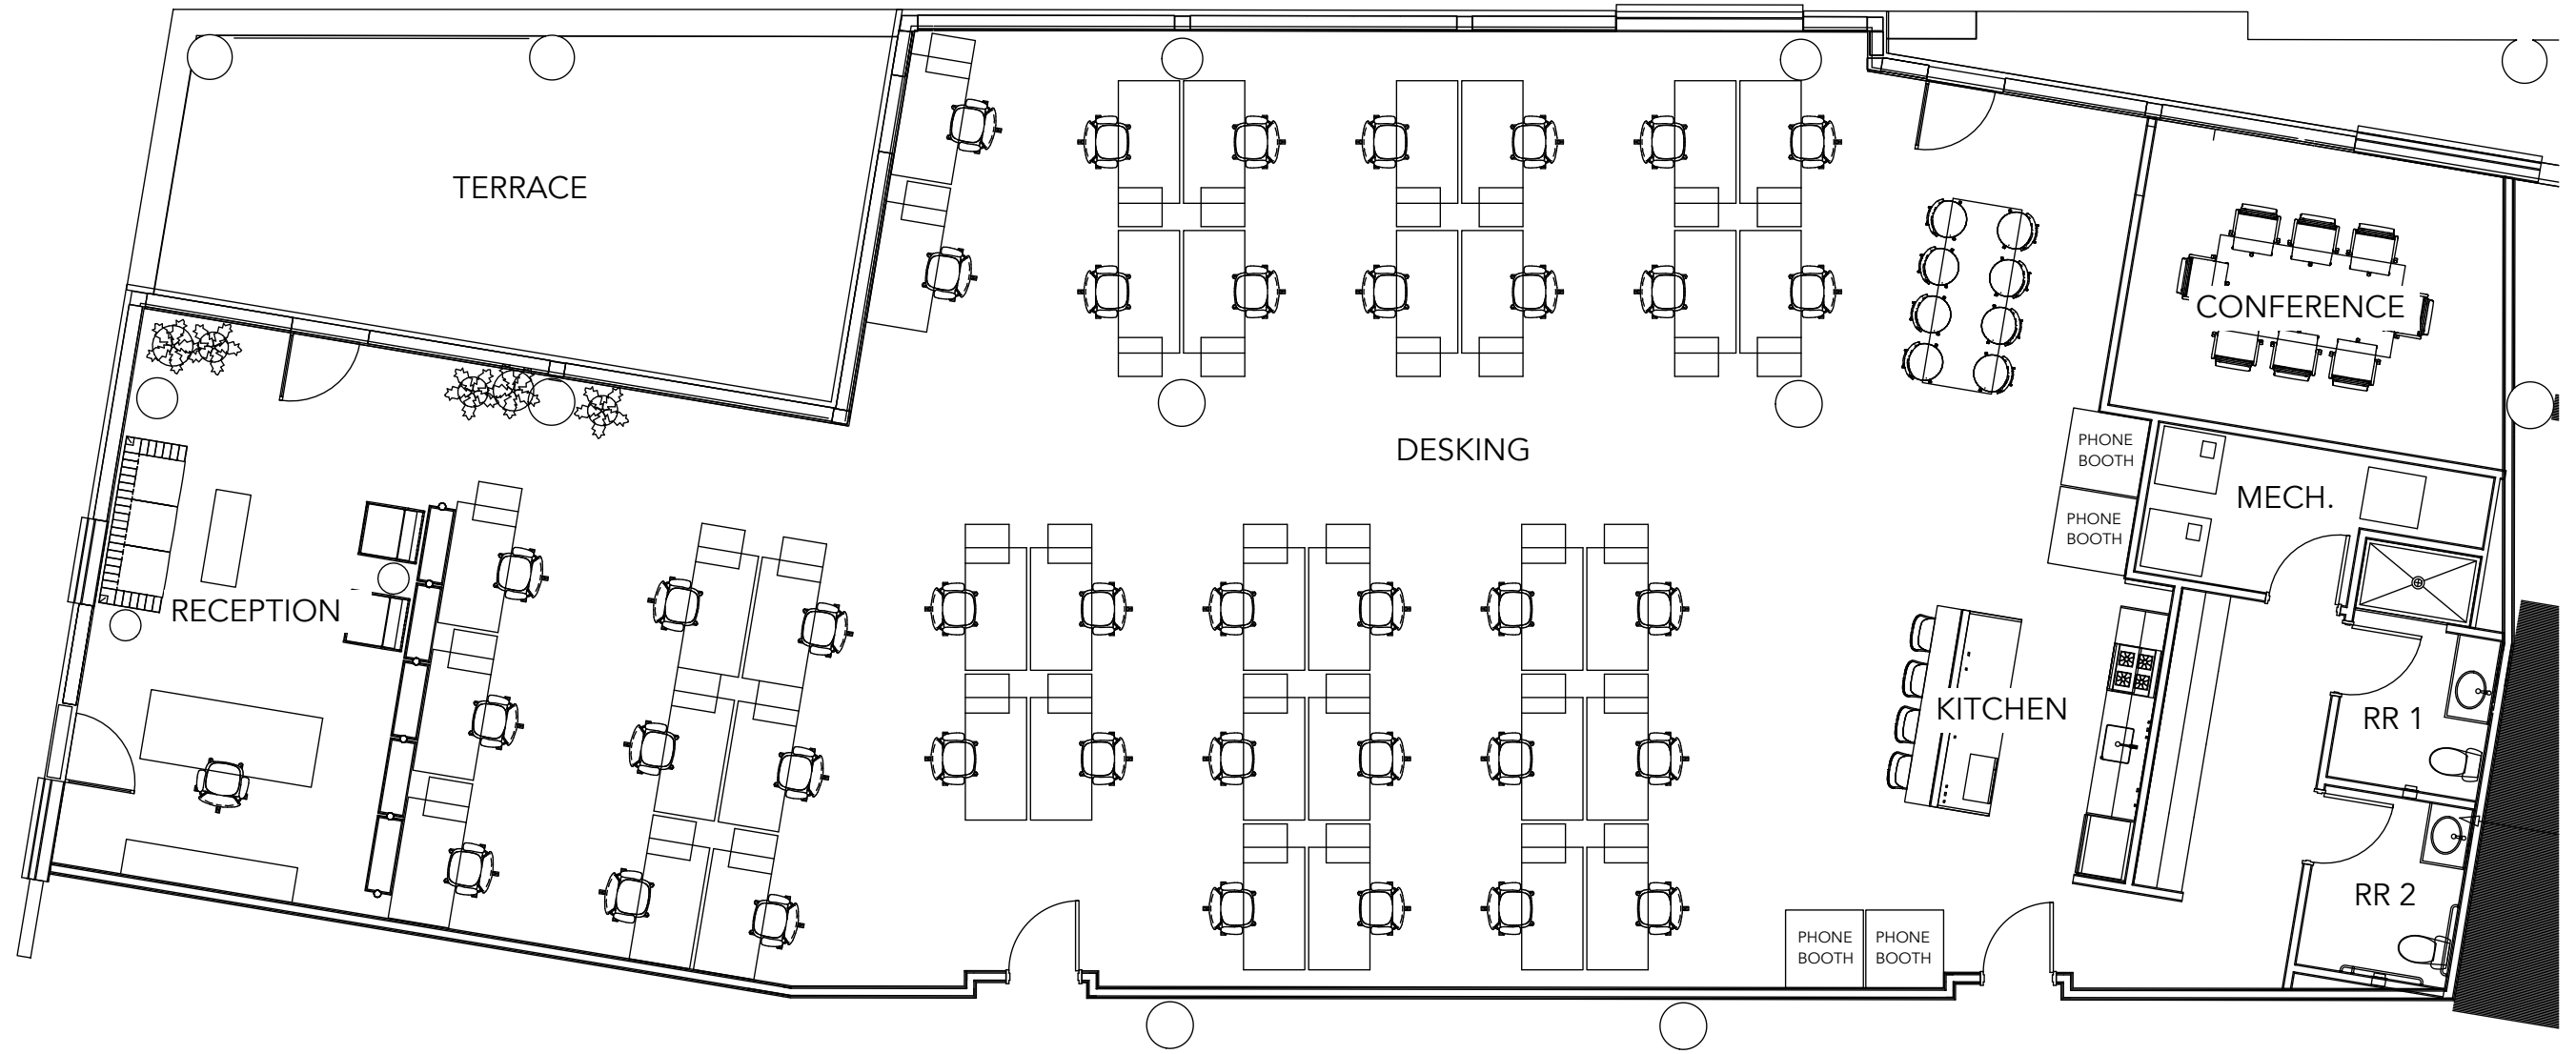 TERRACE
CONFERENCE
DESKING
PHONE
BOOTH
MECH.
PHONE
BOOTH
RECEPTION
KITCHEN
RR 1
RR 2
PHONE
BOOTH
PHONE
BOOTH